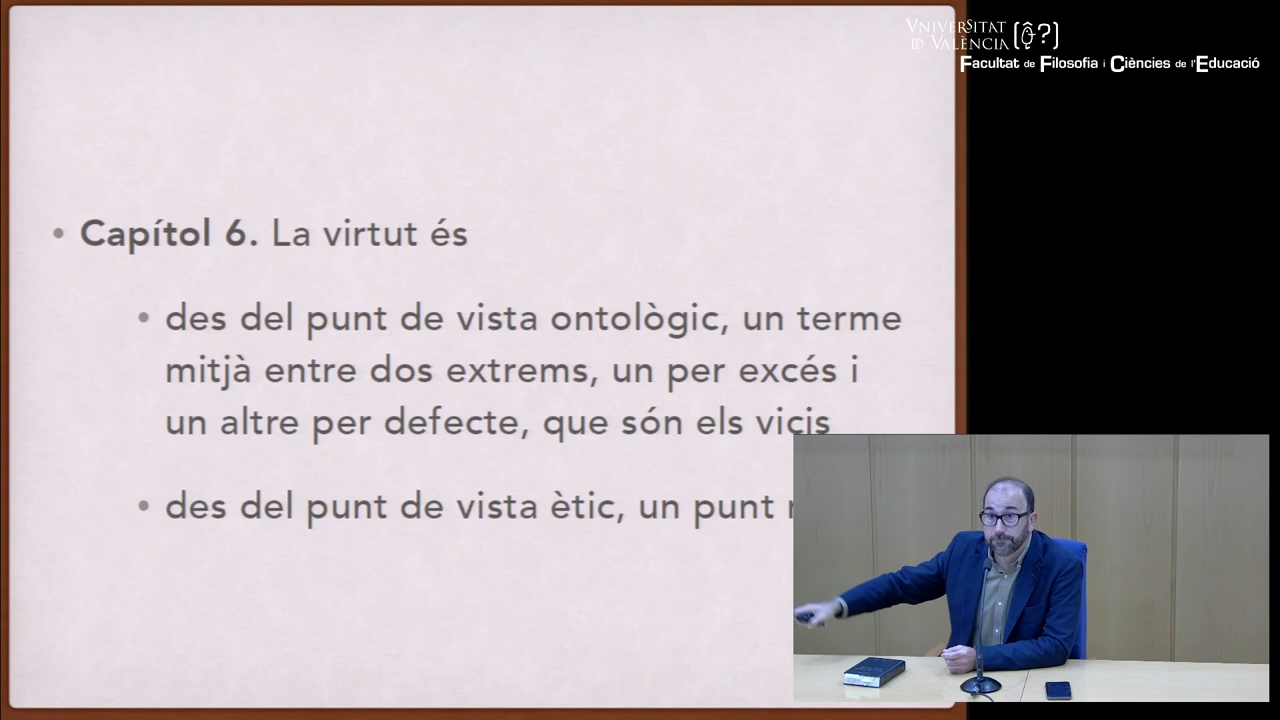 VNIVERSITAT
ID VALÈNCIA
Facultat de Filosofia i Ciències de l'Educació
• Capítol 6. La virtut és
• des del punt de vista ontològic, un terme
mitjà entre dos extrems, un per excés i
un altre per defecte, que són els vicis
• des del punt de vista ètic, un punt